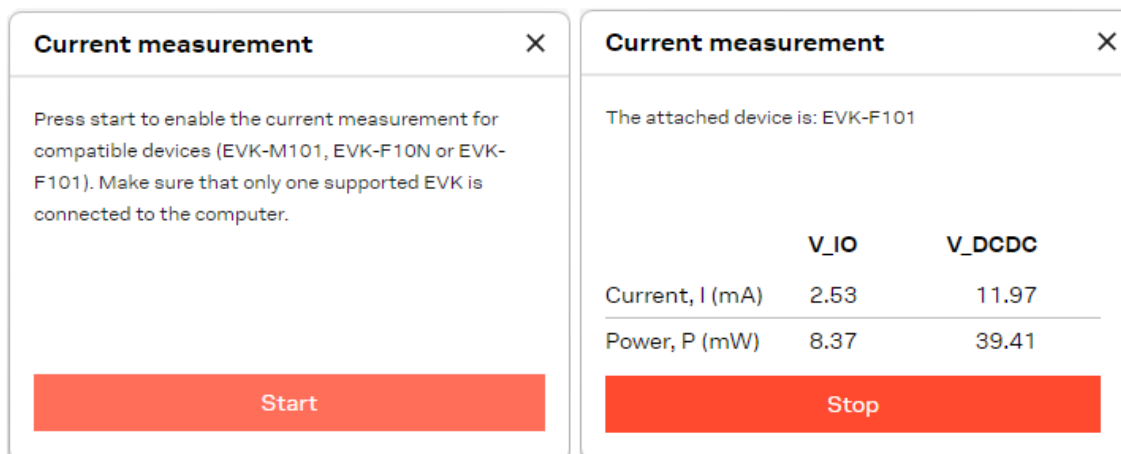 Current measurement
Press start to enable the current measurement for
compatible devices (EVK-M101, EVK-F10N or EVK-
F101). Make sure that only one supported EVK is
connected to the computer.
Start
Current measurement
The attached device is: EVK-F101
V_IO V_DCDC
Current, I (mA) 2.53 11.97
Power, P (mW) 8.37 39.41
Stop